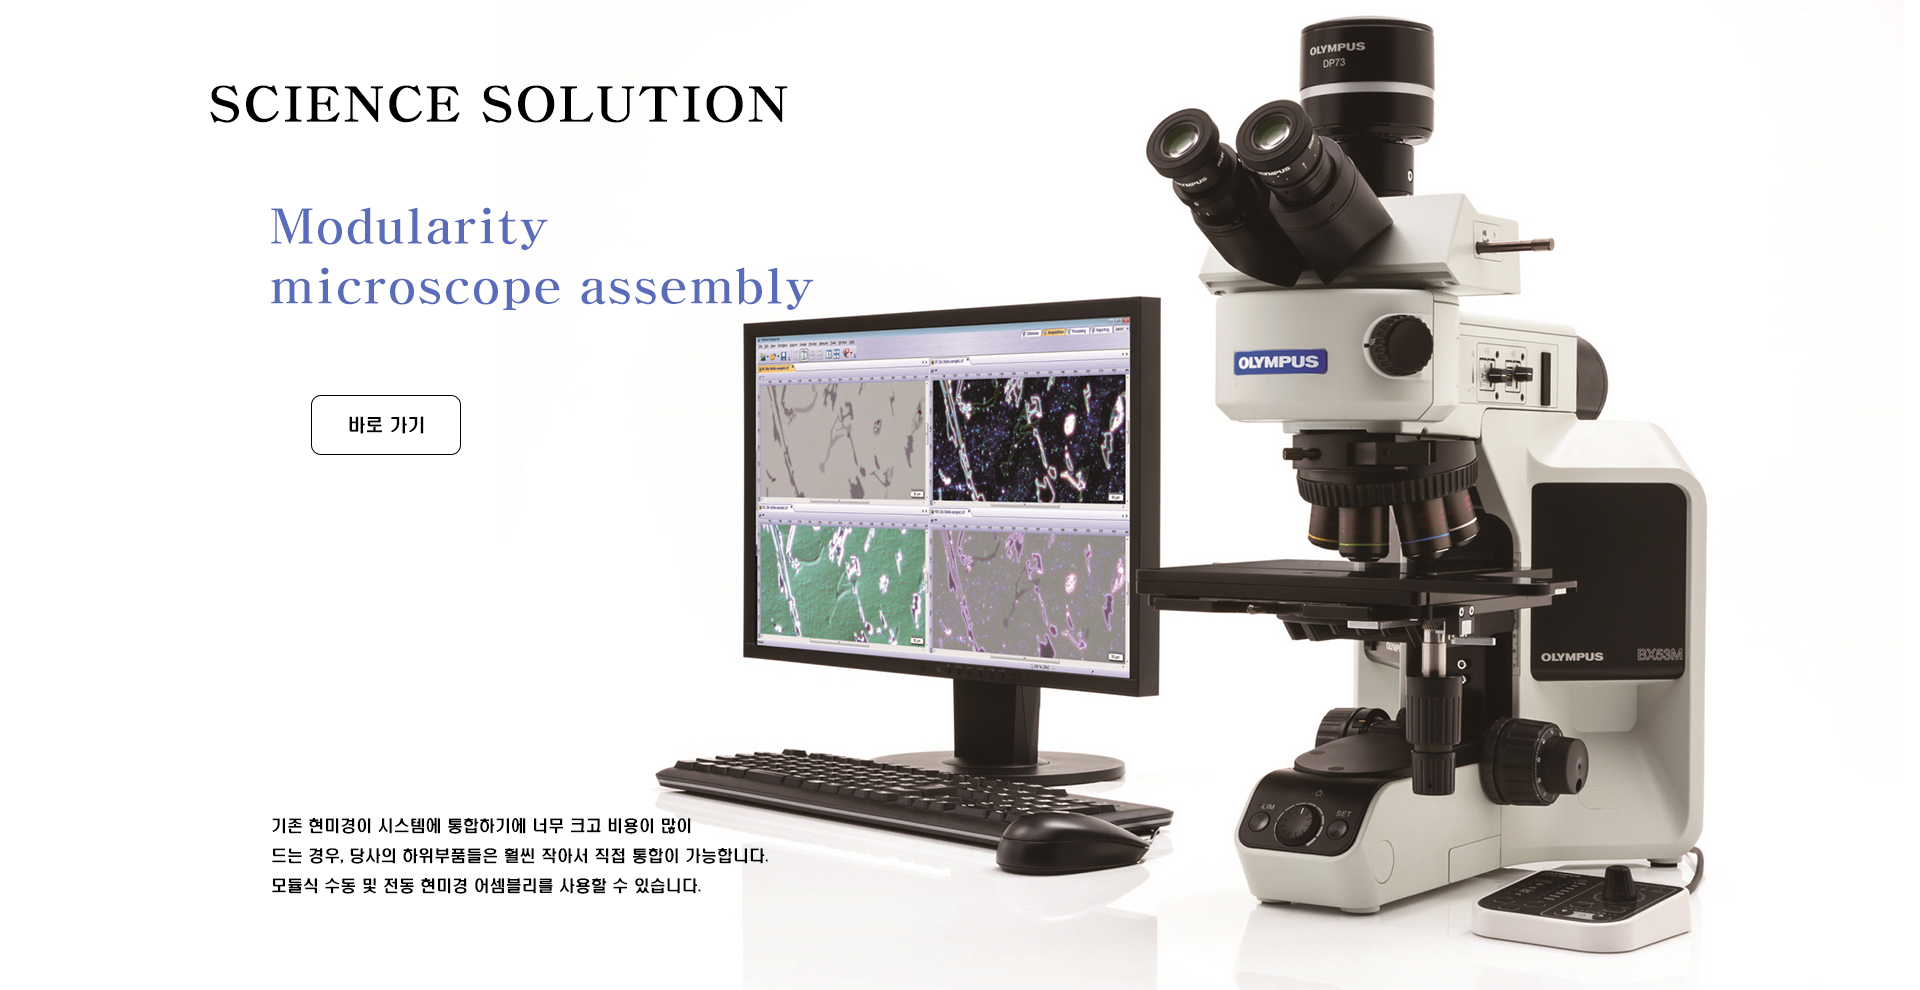 SCIENCE SOLUTION
Modularity
microscope assembly
바로 가기
기존 현미경이 시스템에 통합하기에 너무 크고 비용이 많이
드는 경우, 당사의 하위부품들은 훨씬 작아서 직접 통합이 가능합니다.
모듈식 수동 및 전동 현미경 어셈블리를 사용할 수 있습니다.
OLYMPUS
DP73
OLYMPUS
OLYMPUS BX53M
-LIM
SET